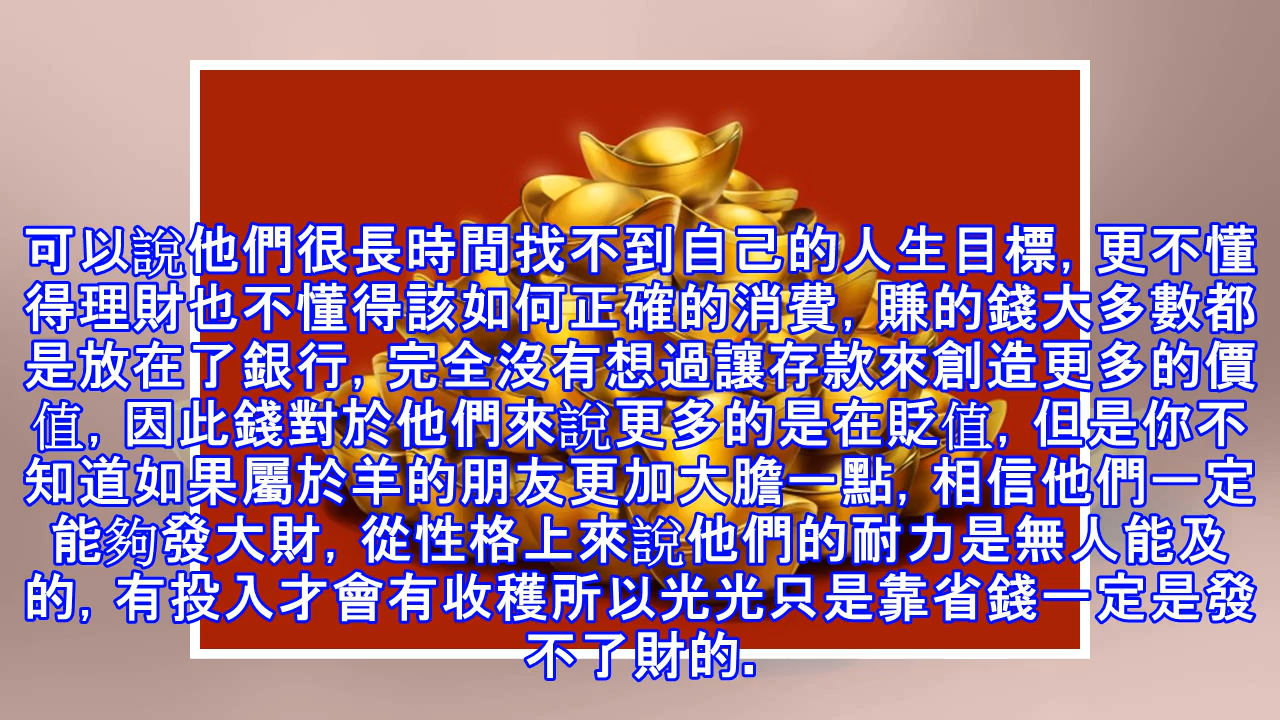 可以說他們很長時間找不到自己的人生目標, 更不懂
得理財也不懂得該如何正確的消費, 賺的錢大多數都
是放在了銀行, 完全沒有想過讓存款來創造更多的價
值, 因此錢對於他們來說更多的是在貶值, 但是你不
知道如果屬於羊的朋友更加大膽一點, 相信他們一定
能夠發大財, 從性格上來說他們的耐力是無人能及
的, 有投入才會有收穫所以光光只是靠省錢一定是發
不了財的.